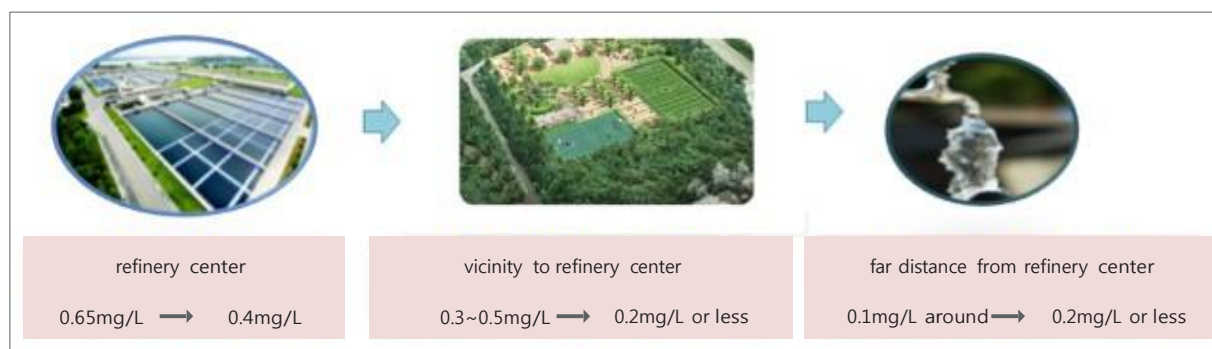 refinery center
0.65mg/L → 0.4mg/L
vicinity to refinery center
0.3~0.5mg/L → 0.2mg/L or less
far distance from refinery center
0.1mg/L around → 0.2mg/L or less